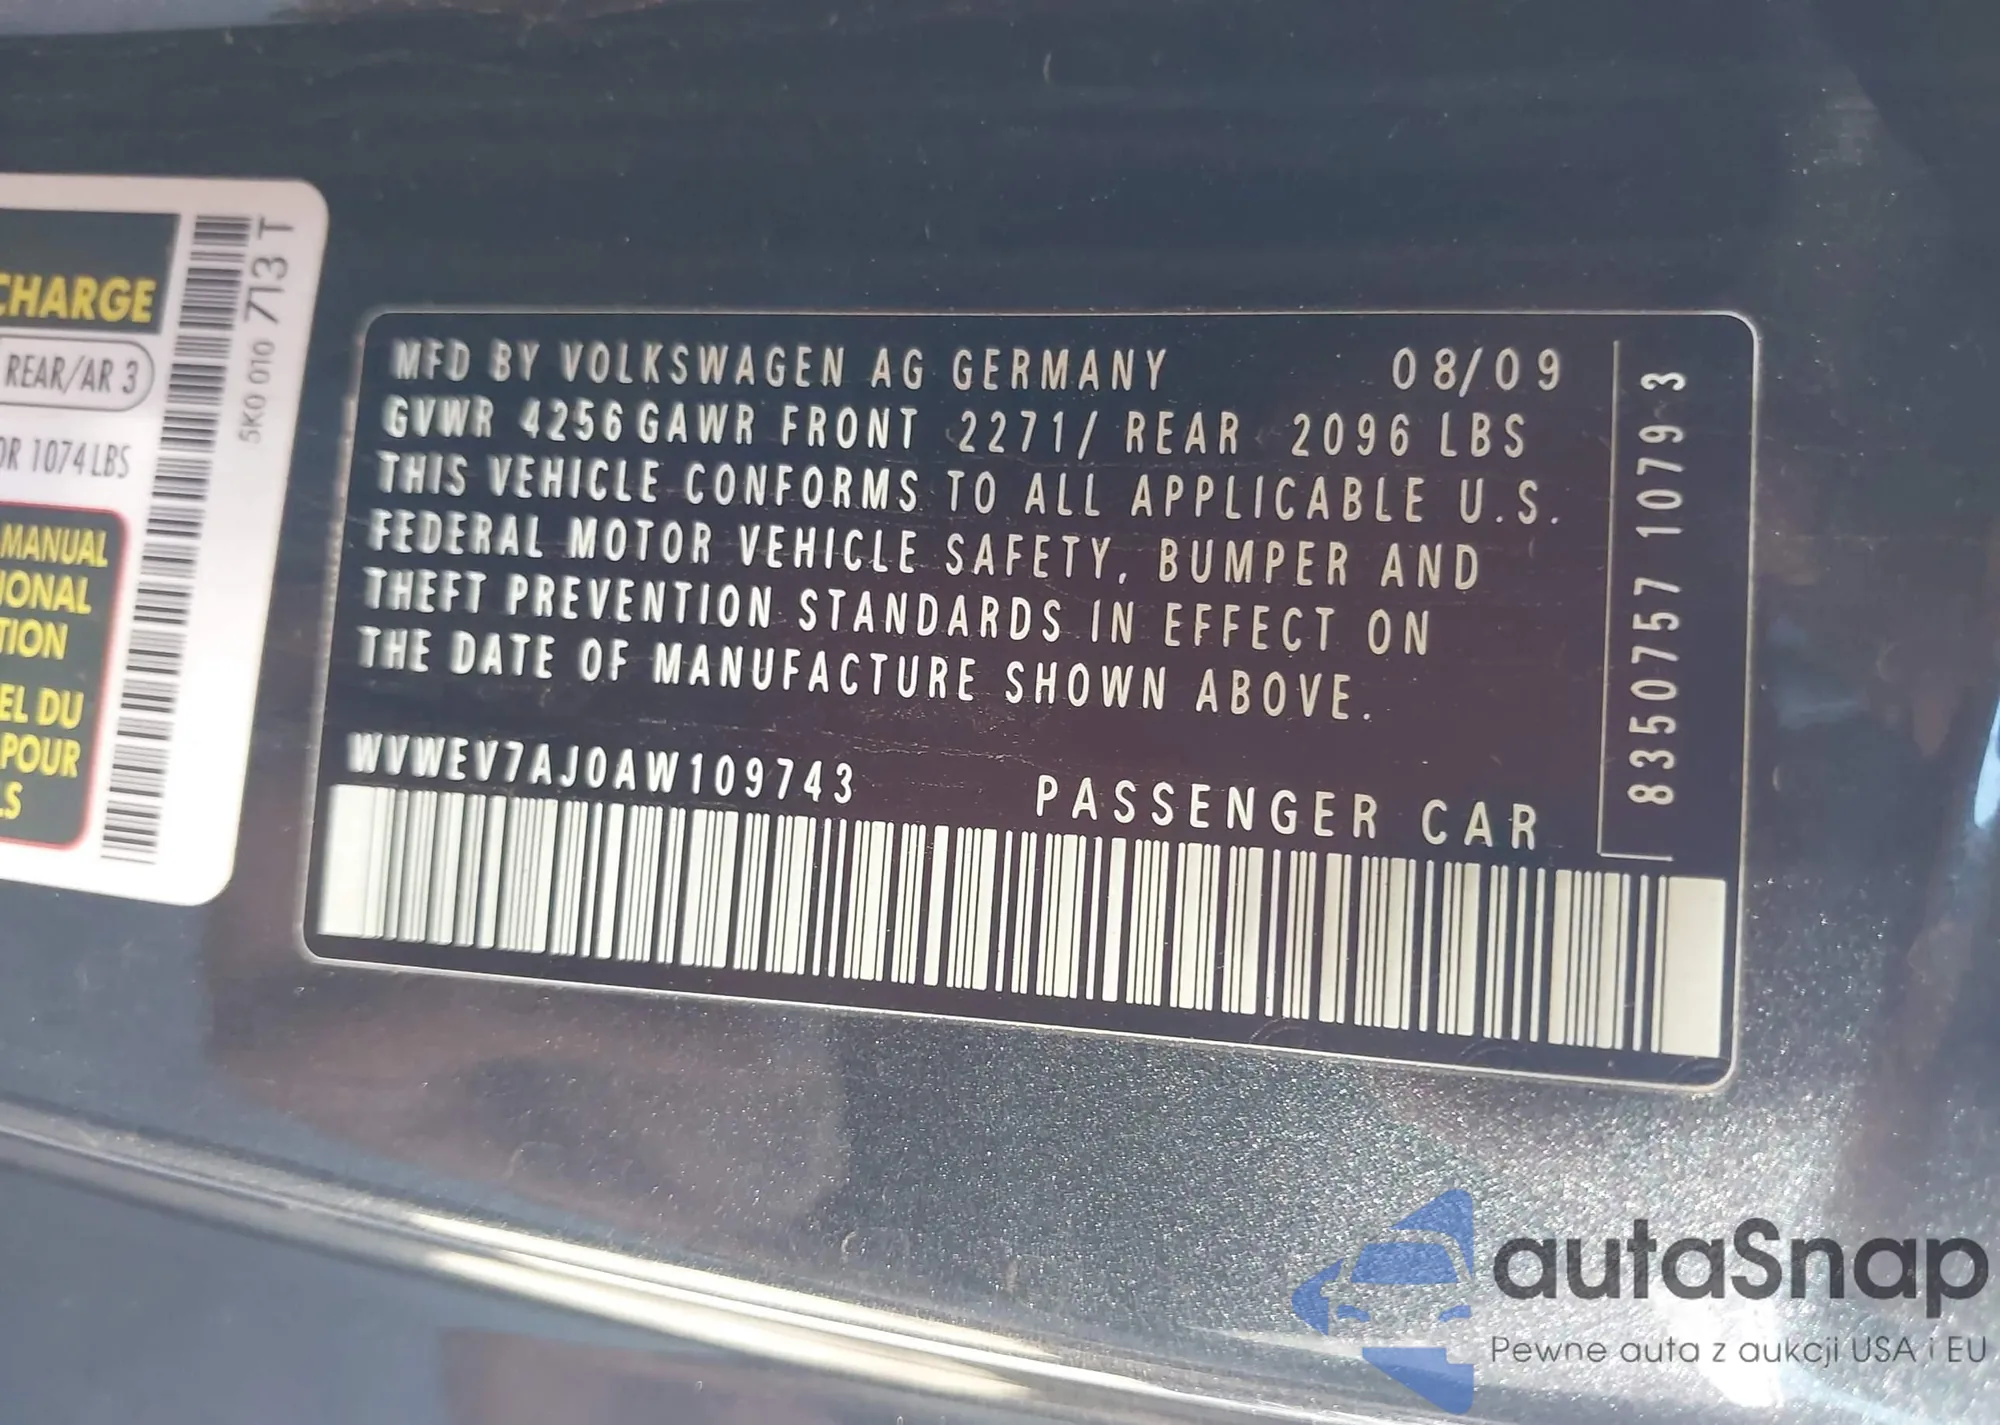 CHARGE
REAR/AR 3
OR 1074 LBS
MANUAL
EL DU
POUR
5K0 010 713 T
MFD BY VOLKSWAGEN AG GERMANY 08/09
GVWR 4256 GAWR FRONT 2271/ REAR 2096 LBS
THIS VEHICLE CONFORMS TO ALL APPLICABLE U.S.
FEDERAL MOTOR VEHICLE SAFETY, BUMPER AND
THEFT PREVENTION STANDARDS IN EFFECT ON
THE DATE OF MANUFACTURE SHOWN ABOVE.
WVWEV7AJ0AW109743 PASSENGER CAR
8350757 1079 3
autaSnap
Pewne auta z aukcji USA i EU